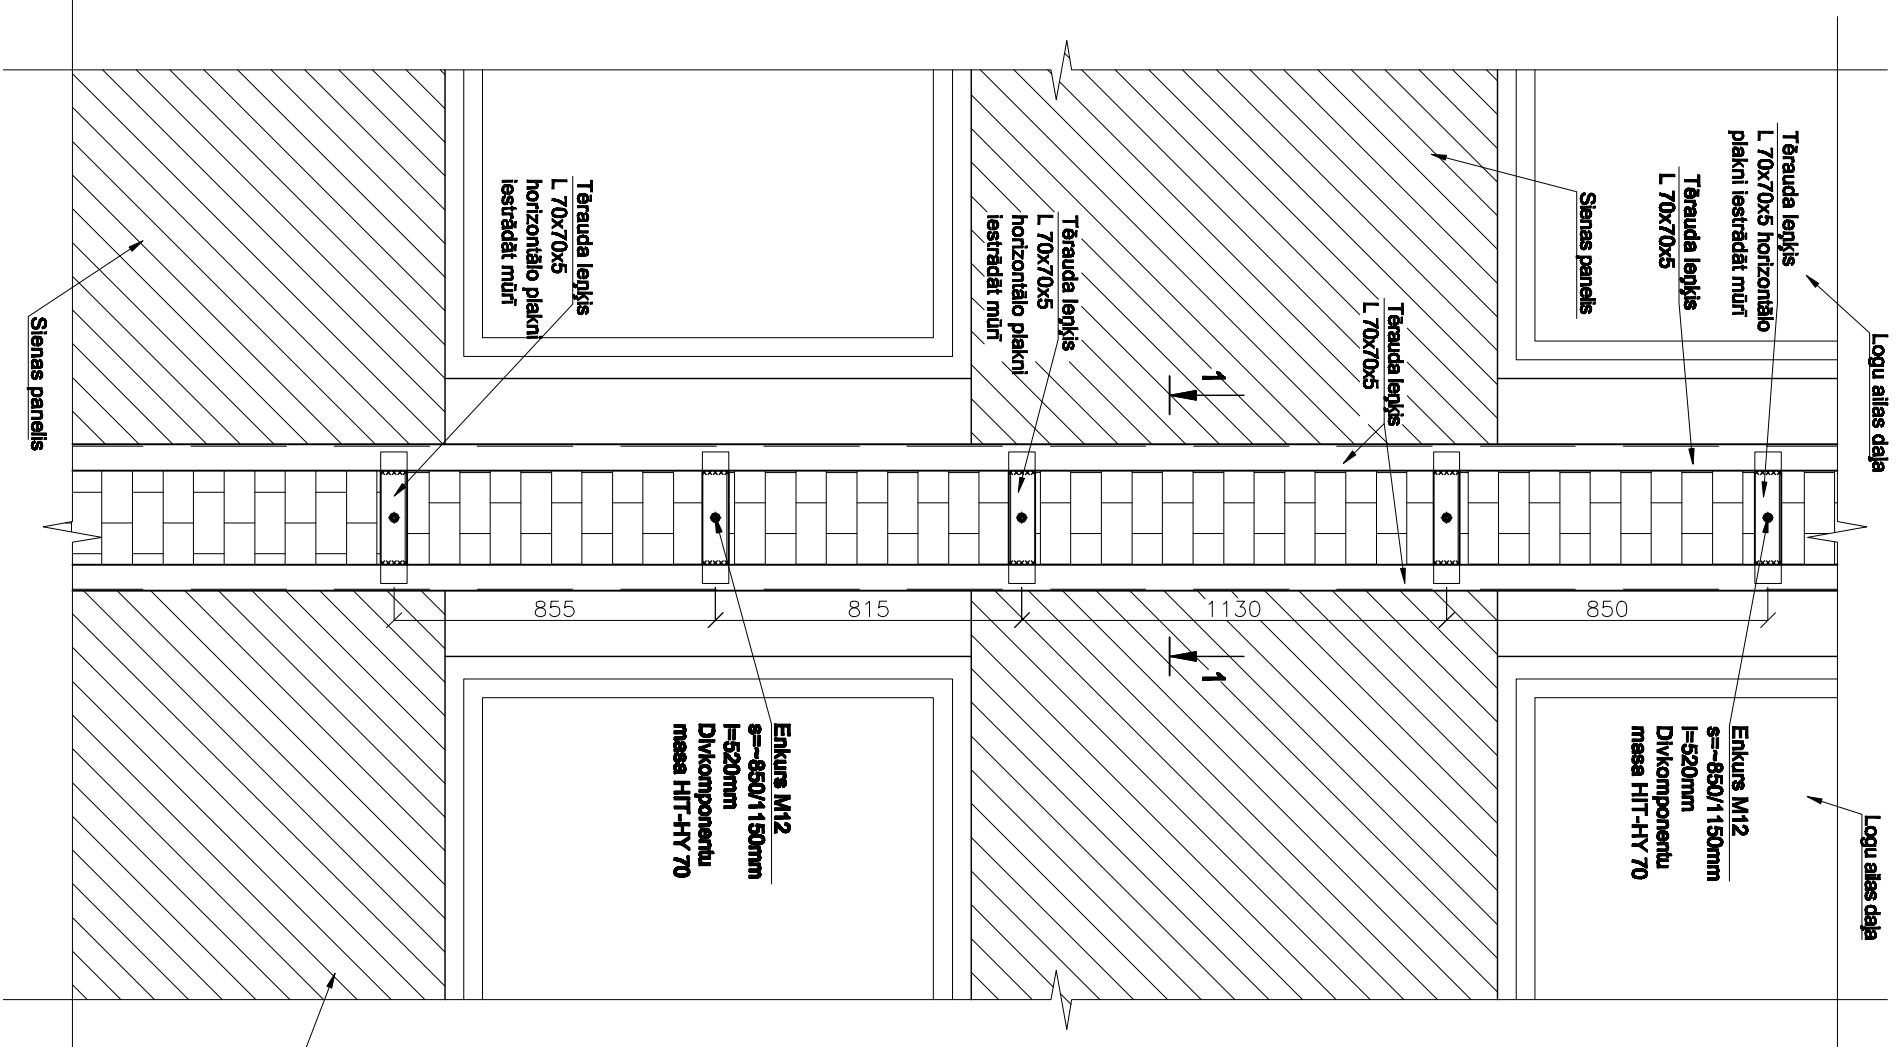 Logu ailas daļa
Logu ailas daļa
Tērauda leņķis
L 70x70x5 horizontālo
plakni iestrādāt mūrī
Tērauda leņķis
L 70x70x5
Enkurs M12
s=~850/1150mm
l=520mm
Divkomponentu
masa HIT-HY 70
Sienas panelis
Tērauda leņķis
L 70x70x5
1
1
Tērauda leņķis
L 70x70x5
horizontālo plakni
iestrādāt mūrī
Enkurs M12
s=~850/1150mm
l=520mm
Divkomponentu
masa HIT-HY 70
Tērauda leņķis
L 70x70x5
horizontālo plakni
iestrādāt mūrī
Sienas panelis
855
815
1130
850